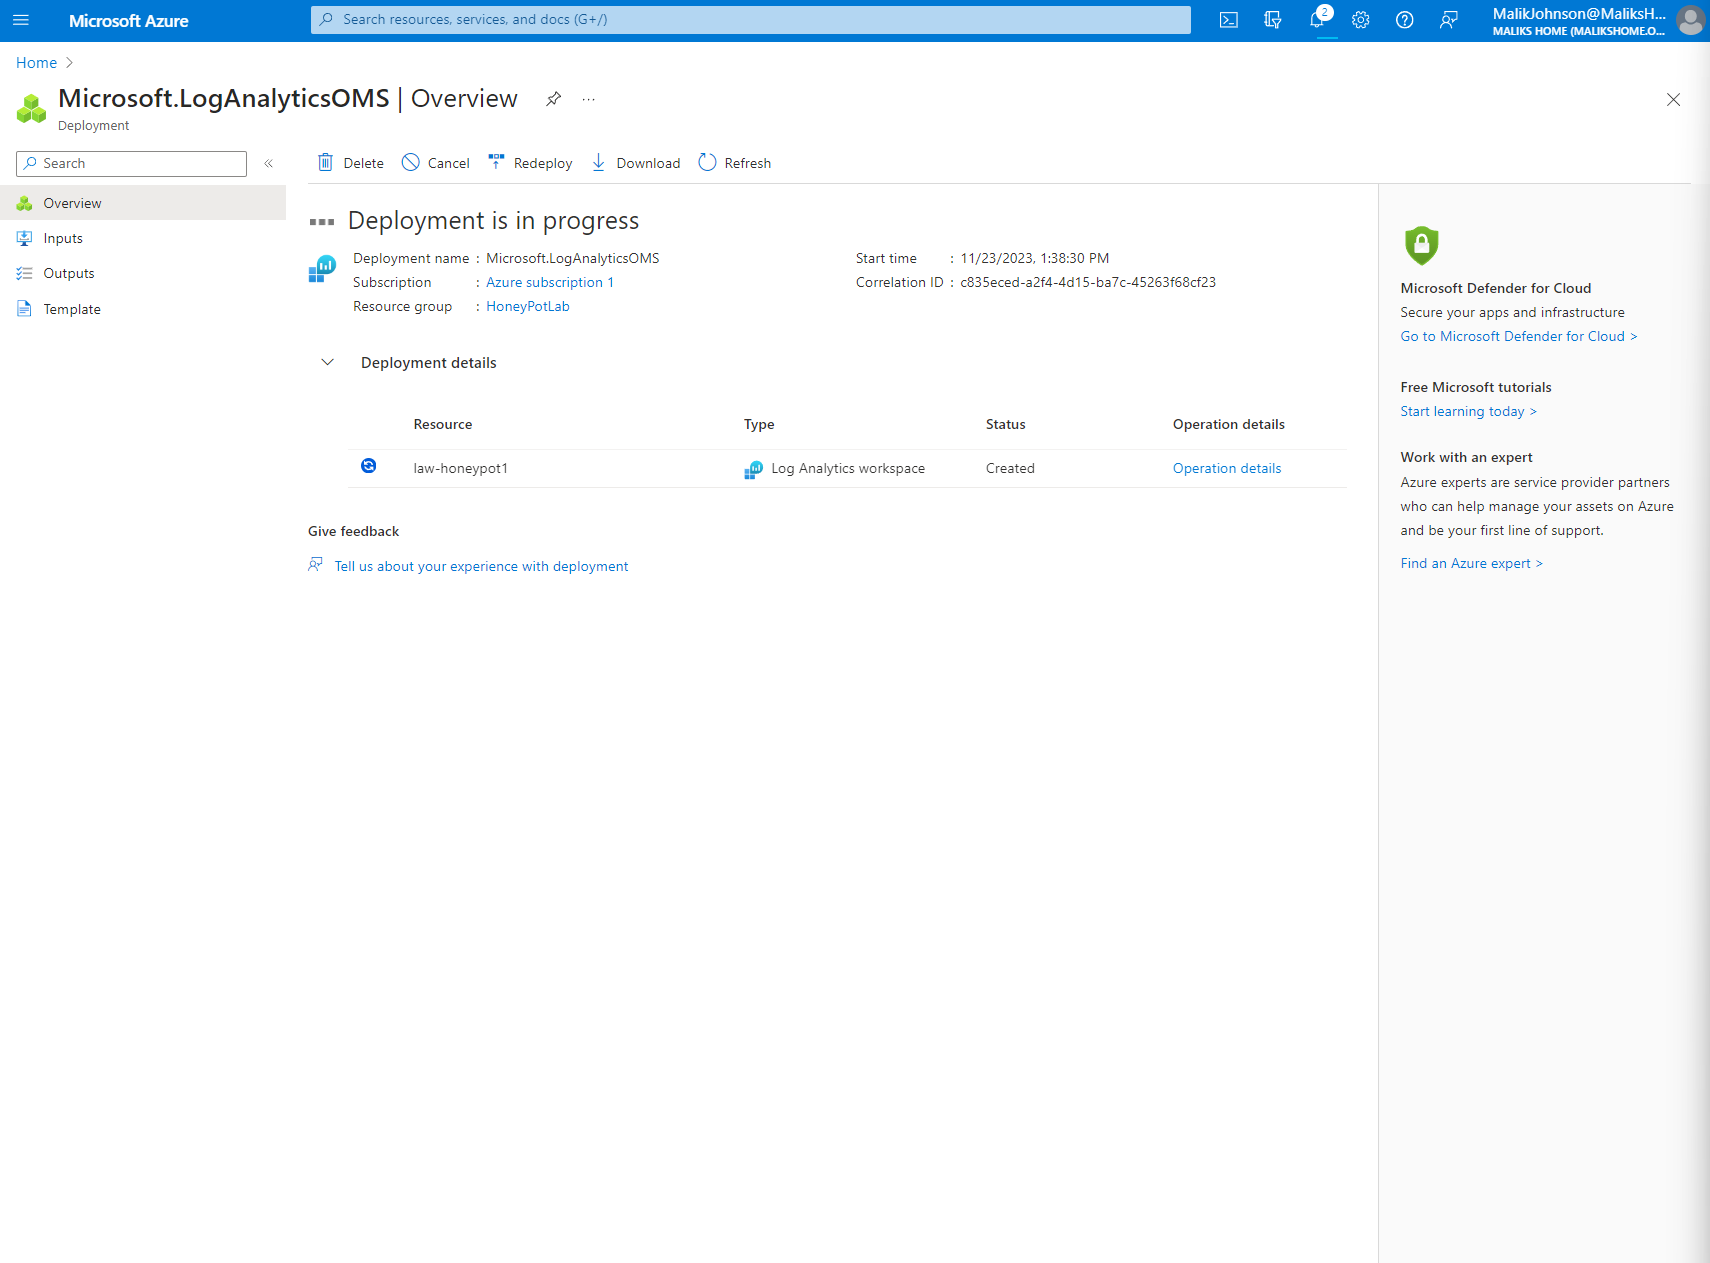 Microsoft Azure
Search resources, services, and docs (G+/)
2
MalikJohnson@MaliksH...
MALIKS HOME (MALIKSHOME.O...
Home
Microsoft.LogAnalyticsOMS | Overview
...
Deployment
Search
«
Delete
Cancel
Redeploy
Download
Refresh
Overview
Inputs
Outputs
Template
Deployment is in progress
Deployment name : Microsoft.LogAnalyticsOMS
Subscription : Azure subscription 1
Resource group : HoneyPotLab
Start time : 11/23/2023, 1:38:30 PM
Correlation ID : c835eced-a2f4-4d15-ba7c-45263f68cf23
Deployment details
Resource Type Status Operation details
law-honeypot1 Log Analytics workspace Created Operation details
Give feedback
Tell us about your experience with deployment
Microsoft Defender for Cloud
Secure your apps and infrastructure
Go to Microsoft Defender for Cloud >
Free Microsoft tutorials
Start learning today >
Work with an expert
Azure experts are service provider partners
who can help manage your assets on Azure
and be your first line of support.
Find an Azure expert >